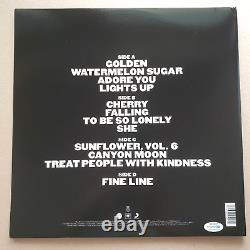 SIDE A
GOLDEN
WATERMELON SUGAR
ADORE YOU
LIGHTS UP
SIDE B
CHERRY
FALLING
TO BE SO LONELY
SHE
SIDE C
SUNFLOWER, VOL. 6
CANYON MOON
TREAT PEOPLE WITH KINDNESS
SIDE D
FINE LINE